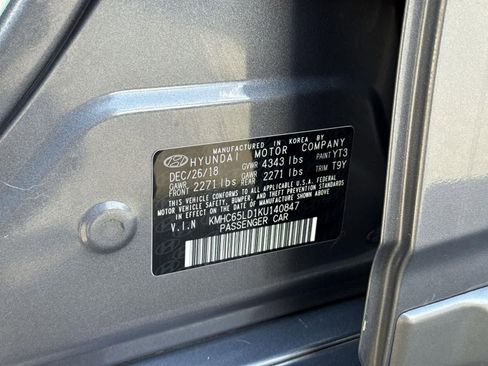 MANUFACTURED IN KOREA BY
HYUNDAI MOTOR COMPANY
DEC/26/18 GVWR 4343 lbs PAINT YT3
GAWR FRONT 2271 lbs GAWR REAR 2271 lbs TRIM T9Y
THIS VEHICLE CONFORMS TO ALL APPLICABLE U.S.A. FEDERAL
MOTOR VEHICLE SAFETY, BUMPER, AND THEFT PREVENTION STANDARDS
IN EFFECT ON THE DATE OF MANUFACTURE SHOWN ABOVE.
V.I.N KMHC65LD1KU140847
PASSENGER CAR